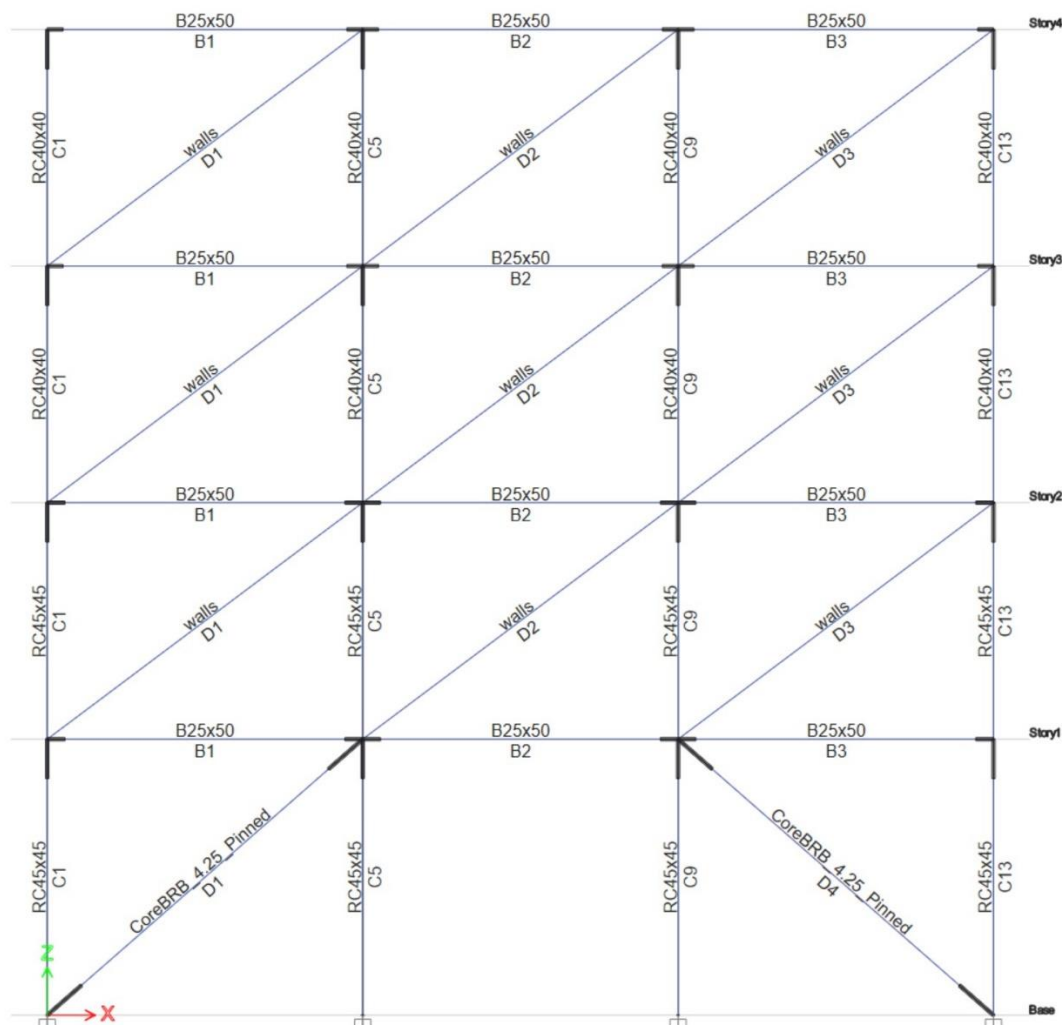 B25x50 B25x50 B25x50 Story4
B1 B2 B3
RC40x40 C1 walls D1 RC40x40 C5 walls D2 RC40x40 C9 walls D3 RC40x40 C13
B25x50 B25x50 B25x50 Story3
B1 B2 B3
RC40x40 C1 walls D1 RC40x40 C5 walls D2 RC40x40 C9 walls D3 RC40x40 C13
B25x50 B25x50 B25x50 Story2
B1 B2 B3
RC45x45 C1 walls D1 RC45x45 C5 walls D2 RC45x45 C9 walls D3 RC45x45 C13
B25x50 B25x50 B25x50 Story1
B1 B2 B3
RC45x45 C1 CoreBRB_4.25_Pinned D1 RC45x45 C5 RC45x45 C9 CoreBRB_4.25_Pinned D4 RC45x45 C13
Z
X Base